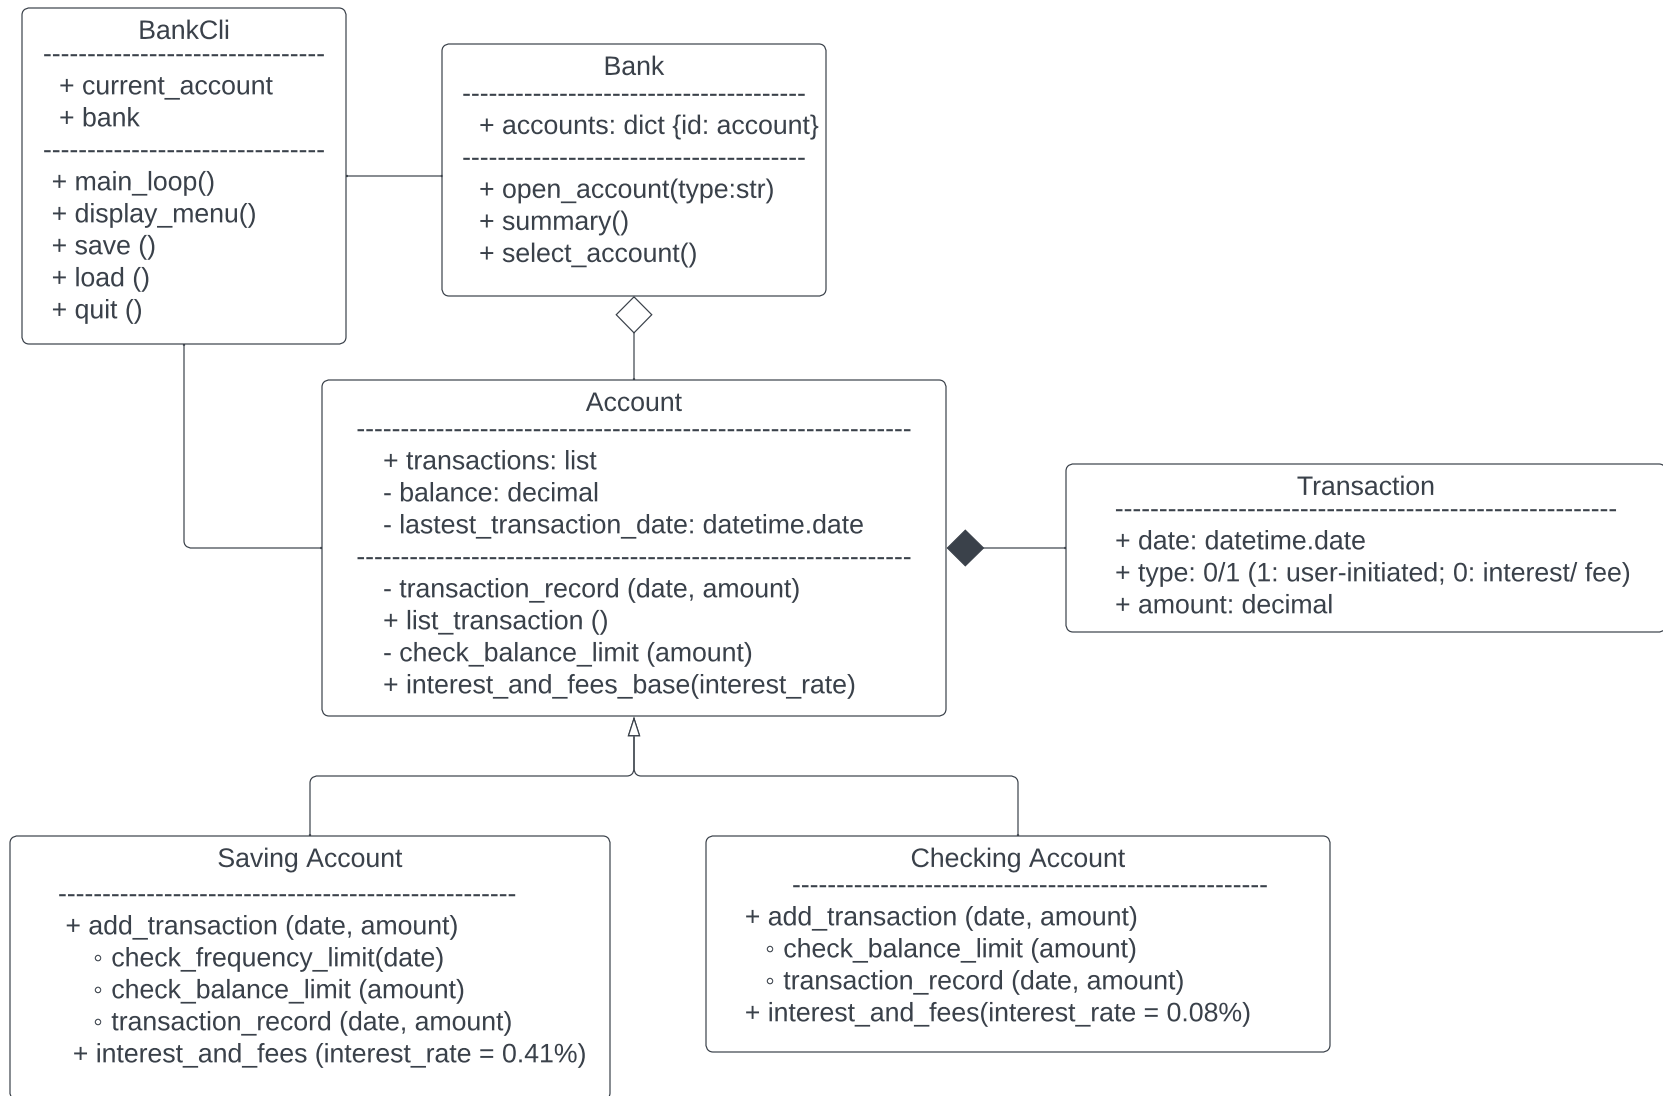 BankCli
+ current_account
+ bank
+ main_loop()
+ display_menu()
+ save ()
+ load ()
+ quit ()
Bank
+ accounts: dict {id: account}
+ open_account(type:str)
+ summary()
+ select_account()
Account
+ transactions: list
- balance: decimal
- lastest_transaction_date: datetime.date
- transaction_record (date, amount)
+ list_transaction ()
- check_balance_limit (amount)
+ interest_and_fees_base(interest_rate)
Transaction
+ date: datetime.date
+ type: 0/1 (1: user-initiated; 0: interest/ fee)
+ amount: decimal
Saving Account
+ add_transaction (date, amount)
◦ check_frequency_limit(date)
◦ check_balance_limit (amount)
◦ transaction_record (date, amount)
+ interest_and_fees (interest_rate = 0.41%)
Checking Account
+ add_transaction (date, amount)
◦ check_balance_limit (amount)
◦ transaction_record (date, amount)
+ interest_and_fees(interest_rate = 0.08%)